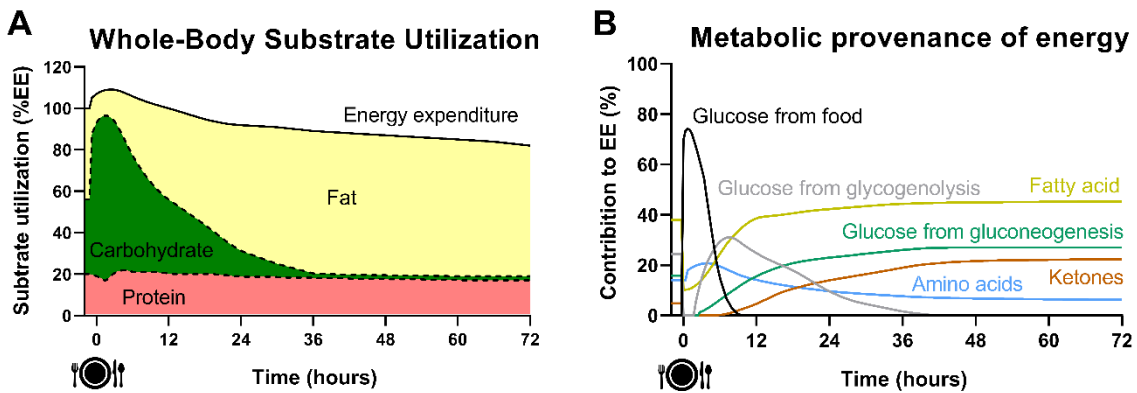 A
Whole-Body Substrate Utilization
Substrate utilization (%EE)
120
100
80
60
40
20
0
Energy expenditure
Fat
Carbohydrate
Protein
0 12 24 36 48 60 72
Time (hours)
B
Metabolic provenance of energy
Contribition to EE (%)
100
80
60
40
20
0
Glucose from food
Glucose from glycogenolysis
Fatty acid
Glucose from gluconeogenesis
Ketones
Amino acids
0 12 24 36 48 60 72
Time (hours)